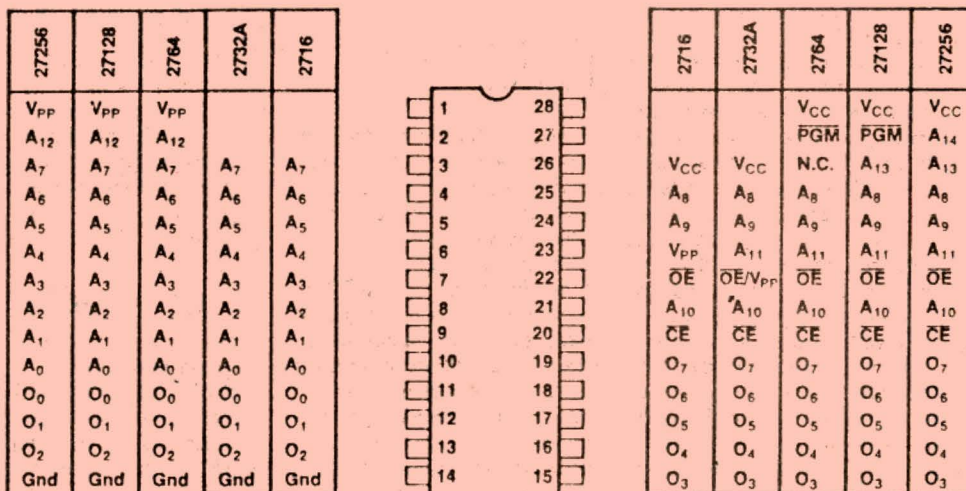 27256 27128 2764 2732A 2716 2716 2732A 2764 27128 27256
VPP VPP VPP 1 28 VCC VCC VCC
A12 A12 A12 2 27 PGM PGM A14
A7 A7 A7 A7 A7 3 26 VCC VCC N.C. A13 A13
A6 A6 A6 A6 A6 4 25 A8 A8 A8 A8 A8
A5 A5 A5 A5 A5 5 24 A9 A9 A9 A9 A9
A4 A4 A4 A4 A4 6 23 VPP A11 A11 A11 A11
A3 A3 A3 A3 A3 7 22 OE OE/VPP OE OE OE
A2 A2 A2 A2 A2 8 21 A10 A10 A10 A10 A10
A1 A1 A1 A1 A1 9 20 CE CE CE CE CE
A0 A0 A0 A0 A0 10 19 O7 O7 O7 O7 O7
O0 O0 O0 O0 O0 11 18 O6 O6 O6 O6 O6
O1 O1 O1 O1 O1 12 17 O5 O5 O5 O5 O5
O2 O2 O2 O2 O2 13 16 O4 O4 O4 O4 O4
Gnd Gnd Gnd Gnd Gnd 14 15 O3 O3 O3 O3 O3